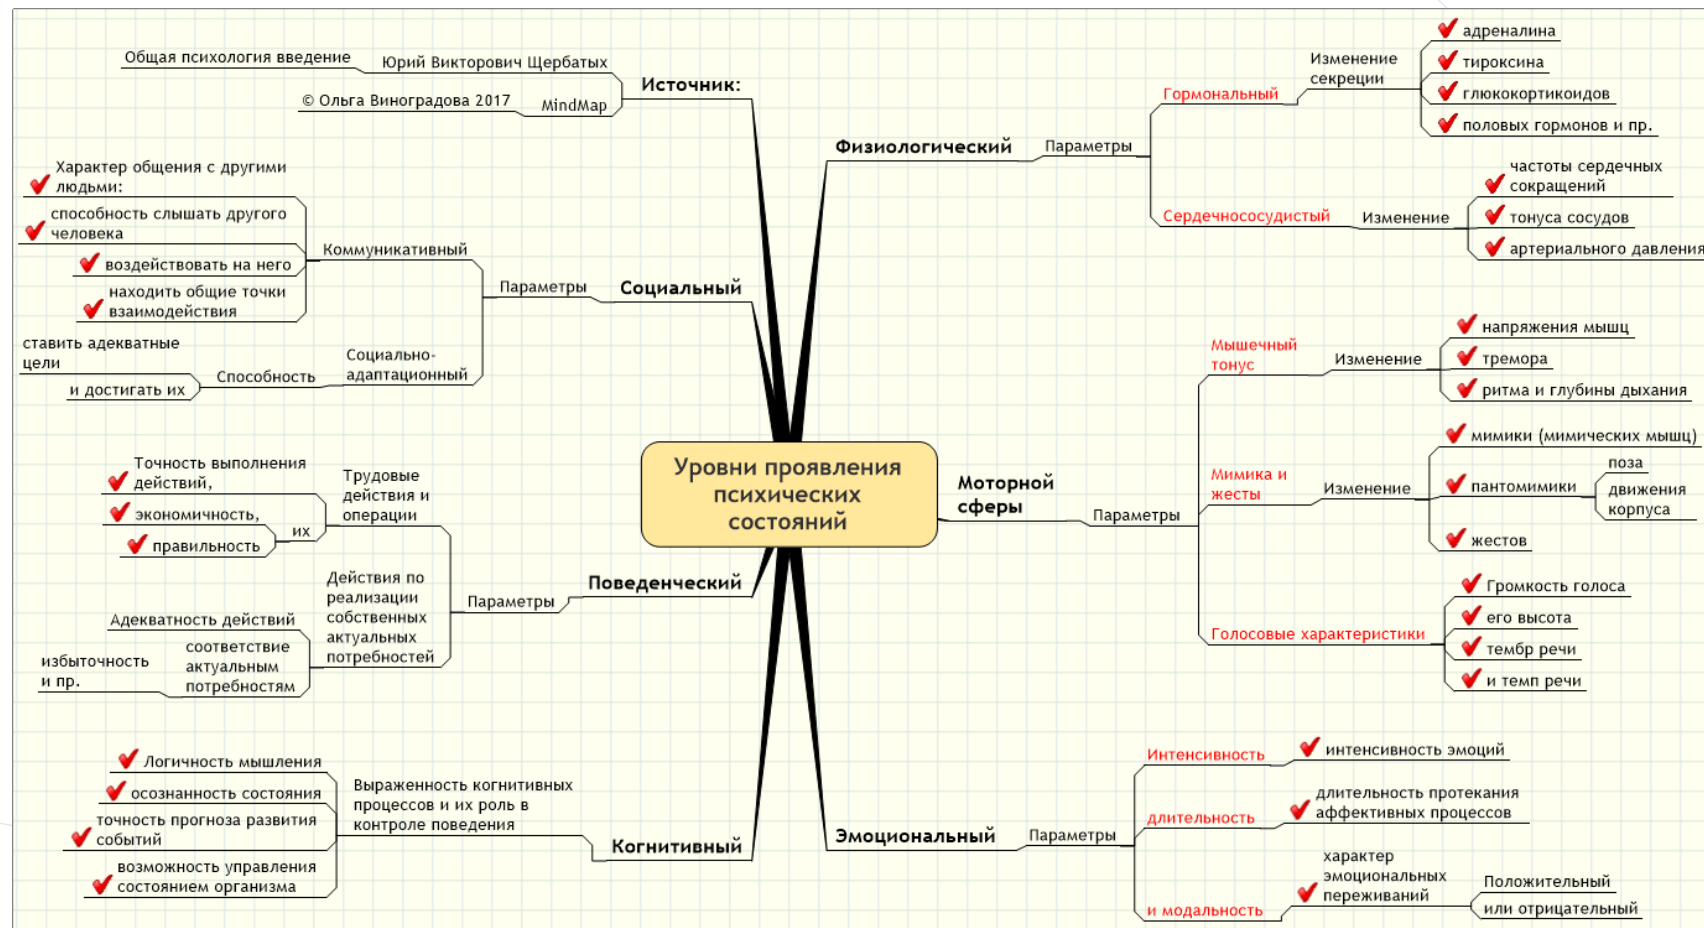 Уровни проявления
психических
состояний
Источник:
Юрий Викторович Щербатых
Общая психология введение
MindMap
© Ольга Виноградова 2017
Физиологический
Параметры
Гормональный
Изменение
секреции
адреналина
тироксина
глюкокортикоидов
половых гормонов и пр.
Сердечнососудистый
Изменение
частоты сердечных
сокращений
тонуса сосудов
артериального давления
Моторной
сферы
Параметры
Мышечный
тонус
Изменение
напряжения мышц
тремора
ритма и глубины дыхания
Мимика и
жесты
Изменение
мимики (мимических мышц)
пантомимики
поза
движения
корпуса
жестов
Голосовые характеристики
Громкость голоса
его высота
тембр речи
и темп речи
Эмоциональный
Параметры
Интенсивность
интенсивность эмоций
длительность
длительность протекания
аффективных процессов
и модальность
характер
эмоциональных
переживаний
Положительный
или отрицательный
Социальный
Параметры
Коммуникативный
Характер общения с другими
людьми:
способность слышать другого
человека
воздействовать на него
находить общие точки
взаимодействия
Социально-
адаптационный
Способность
ставить адекватные
цели
и достигать их
Поведенческий
Параметры
Трудовые
действия и
операции
Точность выполнения
действий,
их
экономичность,
правильность
Действия по
реализации
собственных
актуальных
потребностей
Адекватность действий
соответствие
актуальным
потребностям
избыточность
и пр.
Когнитивный
Выраженность когнитивных
процессов и их роль в
контроле поведения
Логичность мышления
осознанность состояния
точность прогноза развития
событий
возможность управления
состоянием организма